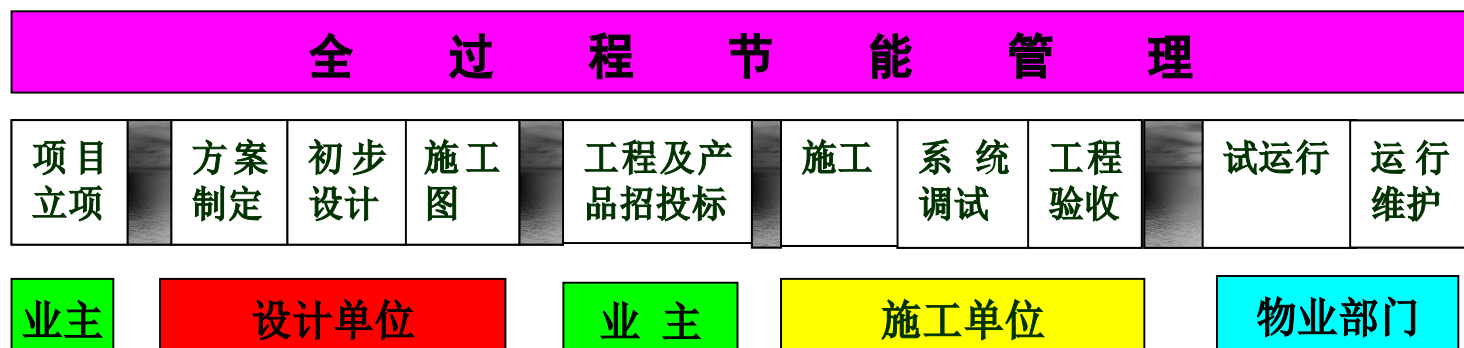 全过程节能管理
项目
立项
方案
制定
初步
设计
施工
图
工程及产
品招投标
施工
系统
调试
工程
验收
试运行
运行
维护
业主
设计单位
业主
施工单位
物业部门